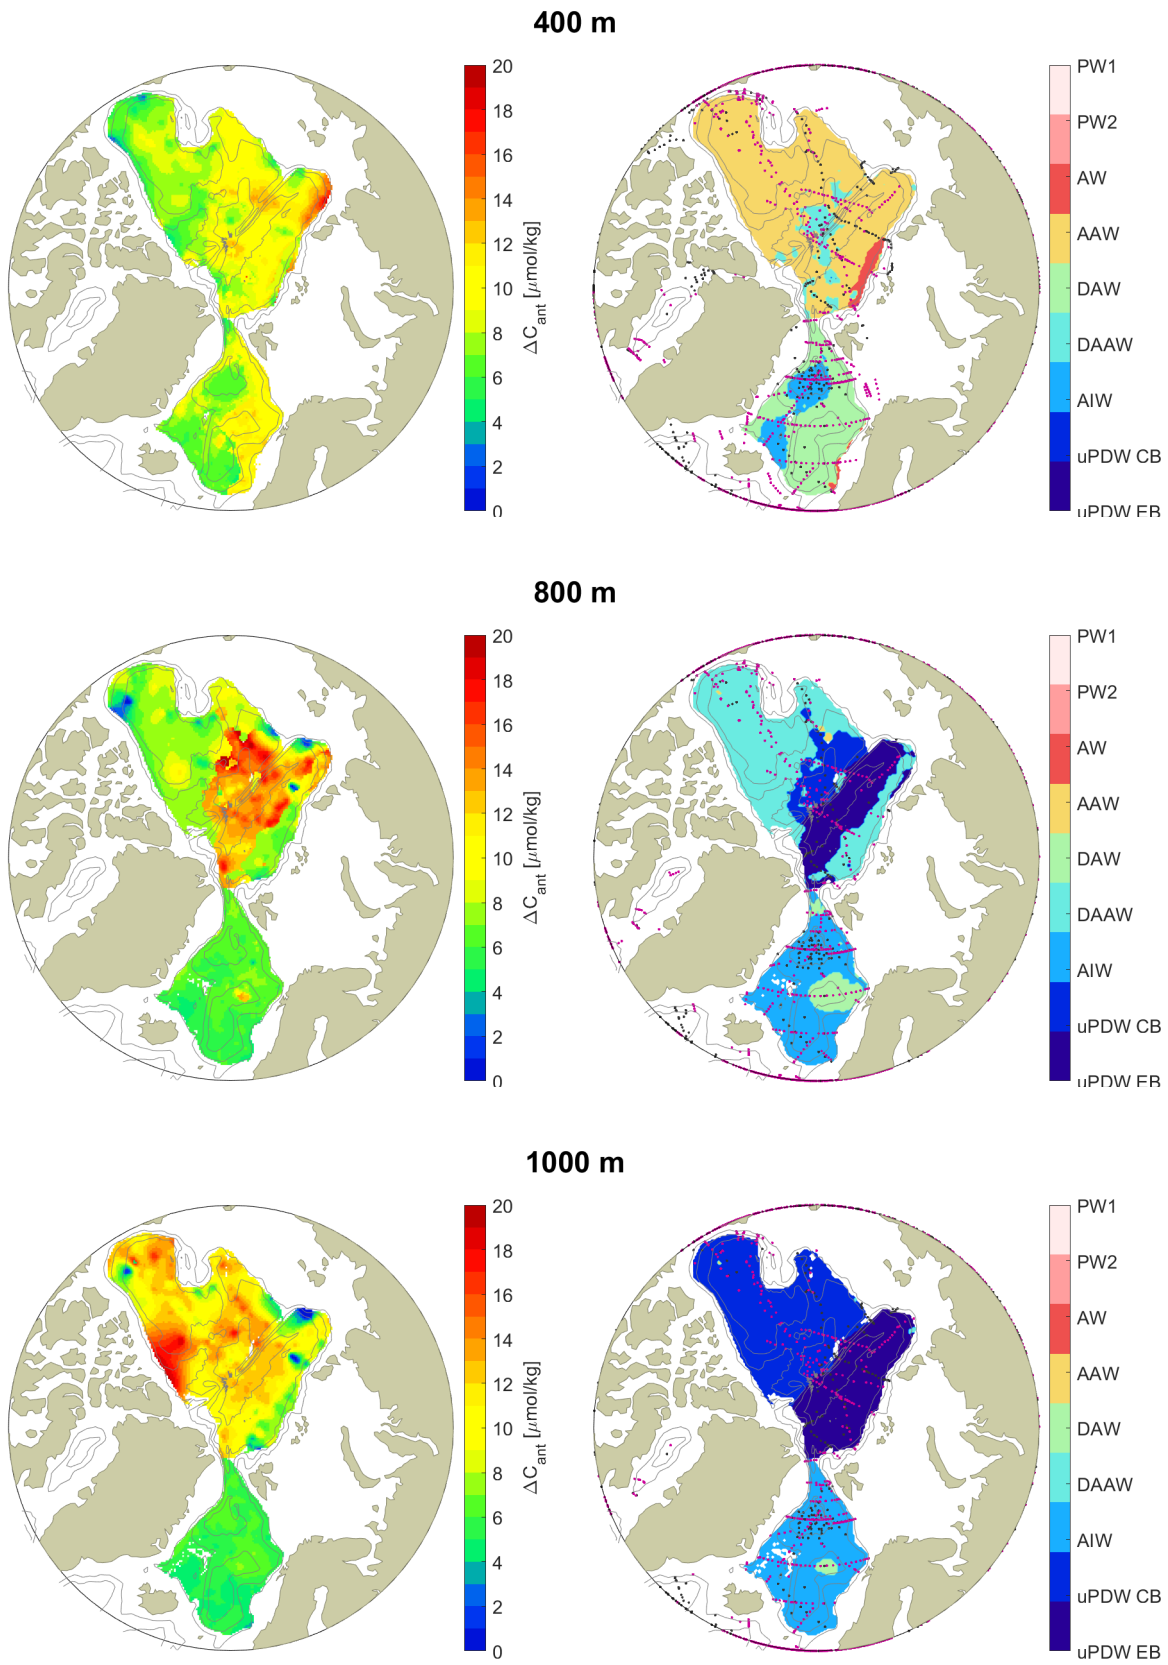 400 m
20
18
16
14
12
10
8
6
4
2
0
ΔC_ant [μmol/kg]
PW1
PW2
AW
AAW
DAW
DAAW
AIW
uPDW CB
uPDW EB
800 m
20
18
16
14
12
10
8
6
4
2
0
ΔC_ant [μmol/kg]
PW1
PW2
AW
AAW
DAW
DAAW
AIW
uPDW CB
uPDW EB
1000 m
20
18
16
14
12
10
8
6
4
2
0
ΔC_ant [μmol/kg]
PW1
PW2
AW
AAW
DAW
DAAW
AIW
uPDW CB
uPDW EB